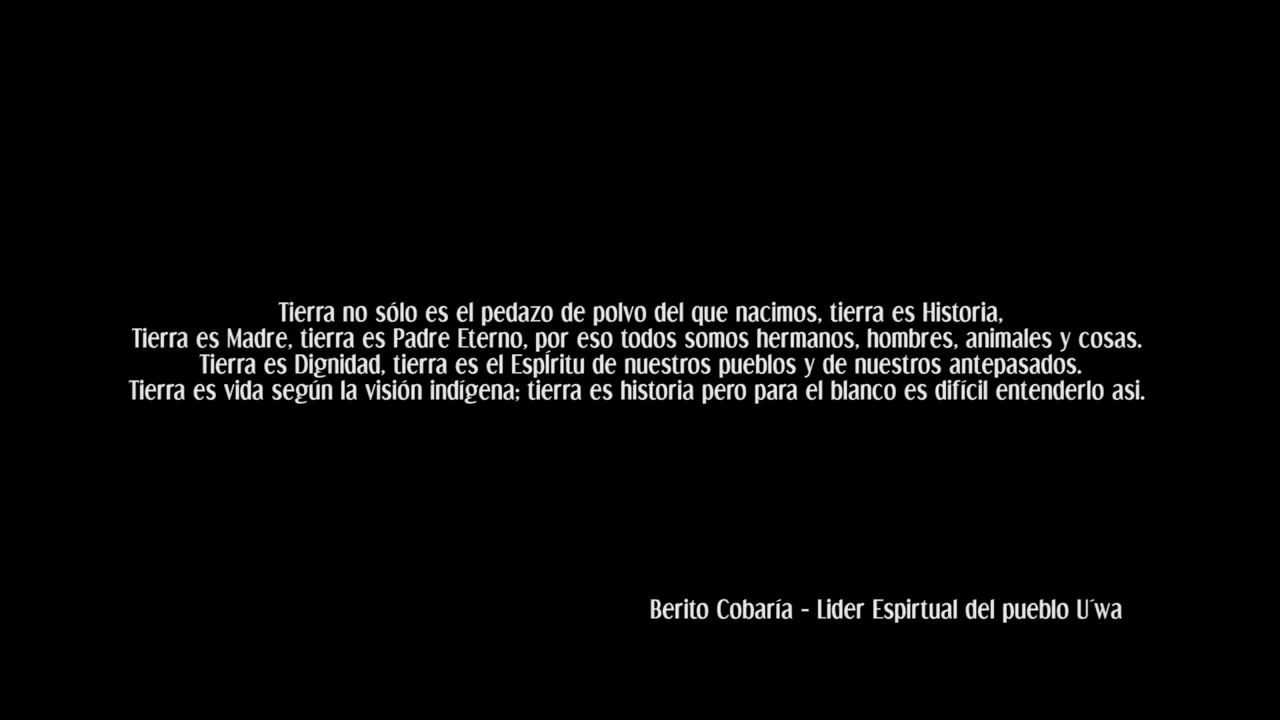 Tierra no sólo es el pedazo de polvo del que nacimos, tierra es Historia,
Tierra es Madre, tierra es Padre Eterno, por eso todos somos hermanos, hombres, animales y cosas.
Tierra es Dignidad, tierra es el EspÍritu de nuestros pueblos y de nuestros antepasados.
Tierra es vida según la visión indígena; tierra es historia pero para el blanco es difícil entenderlo asi.
Berito Cobaría - Lider Espirtual del pueblo U´wa